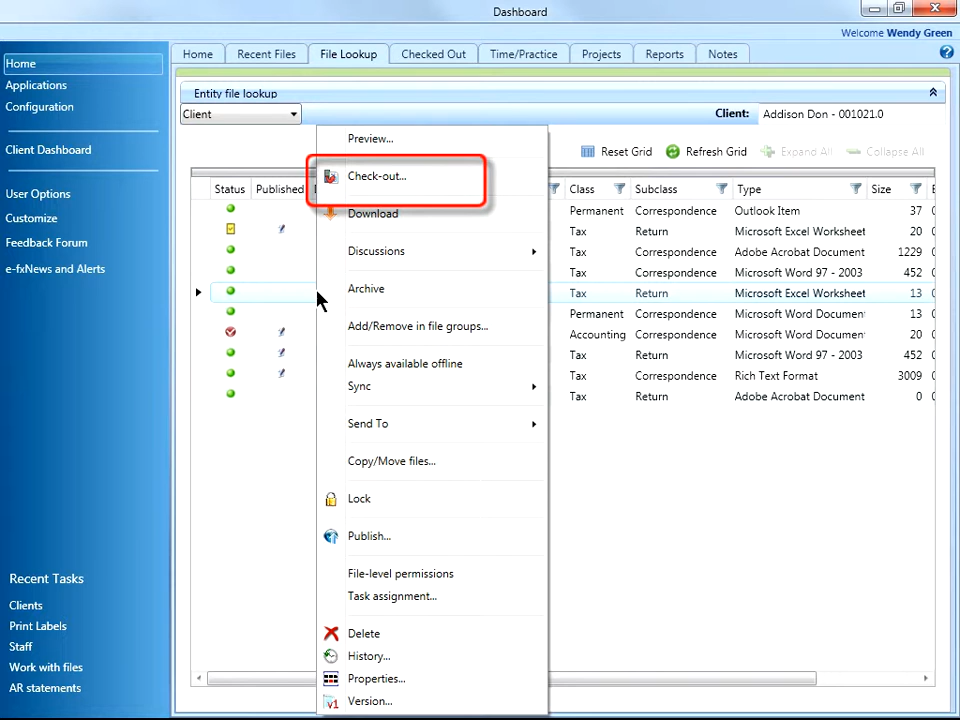 Dashboard
Welcome Wendy Green
Home
Applications
Configuration
Client Dashboard
User Options
Customize
Feedback Forum
e-fxNews and Alerts
Recent Tasks
Clients
Print Labels
Staff
Work with files
AR statements
Home Recent Files File Lookup Checked Out Time/Practice Projects Reports Notes
Entity file lookup
Client Client: Addison Don - 001021.0
Reset Grid Refresh Grid Expand All Collapse All
Status Published Class Subclass Type Size
Permanent Correspondence Outlook Item 37
Tax Return Microsoft Excel Worksheet 20
Tax Correspondence Adobe Acrobat Document 1229
Tax Correspondence Microsoft Word 97 - 2003 452
Tax Return Microsoft Excel Worksheet 13
Permanent Correspondence Microsoft Word Documen 13
Accounting Correspondence Microsoft Word Documen 20
Tax Return Microsoft Word 97 - 2003 452
Tax Correspondence Rich Text Format 3009
Tax Return Adobe Acrobat Document 0
Preview...
Check-out...
Download
Discussions
Archive
Add/Remove in file groups...
Always available offline
Sync
Send To
Copy/Move files...
Lock
Publish...
File-level permissions
Task assignment...
Delete
History...
Properties...
v1 Version...